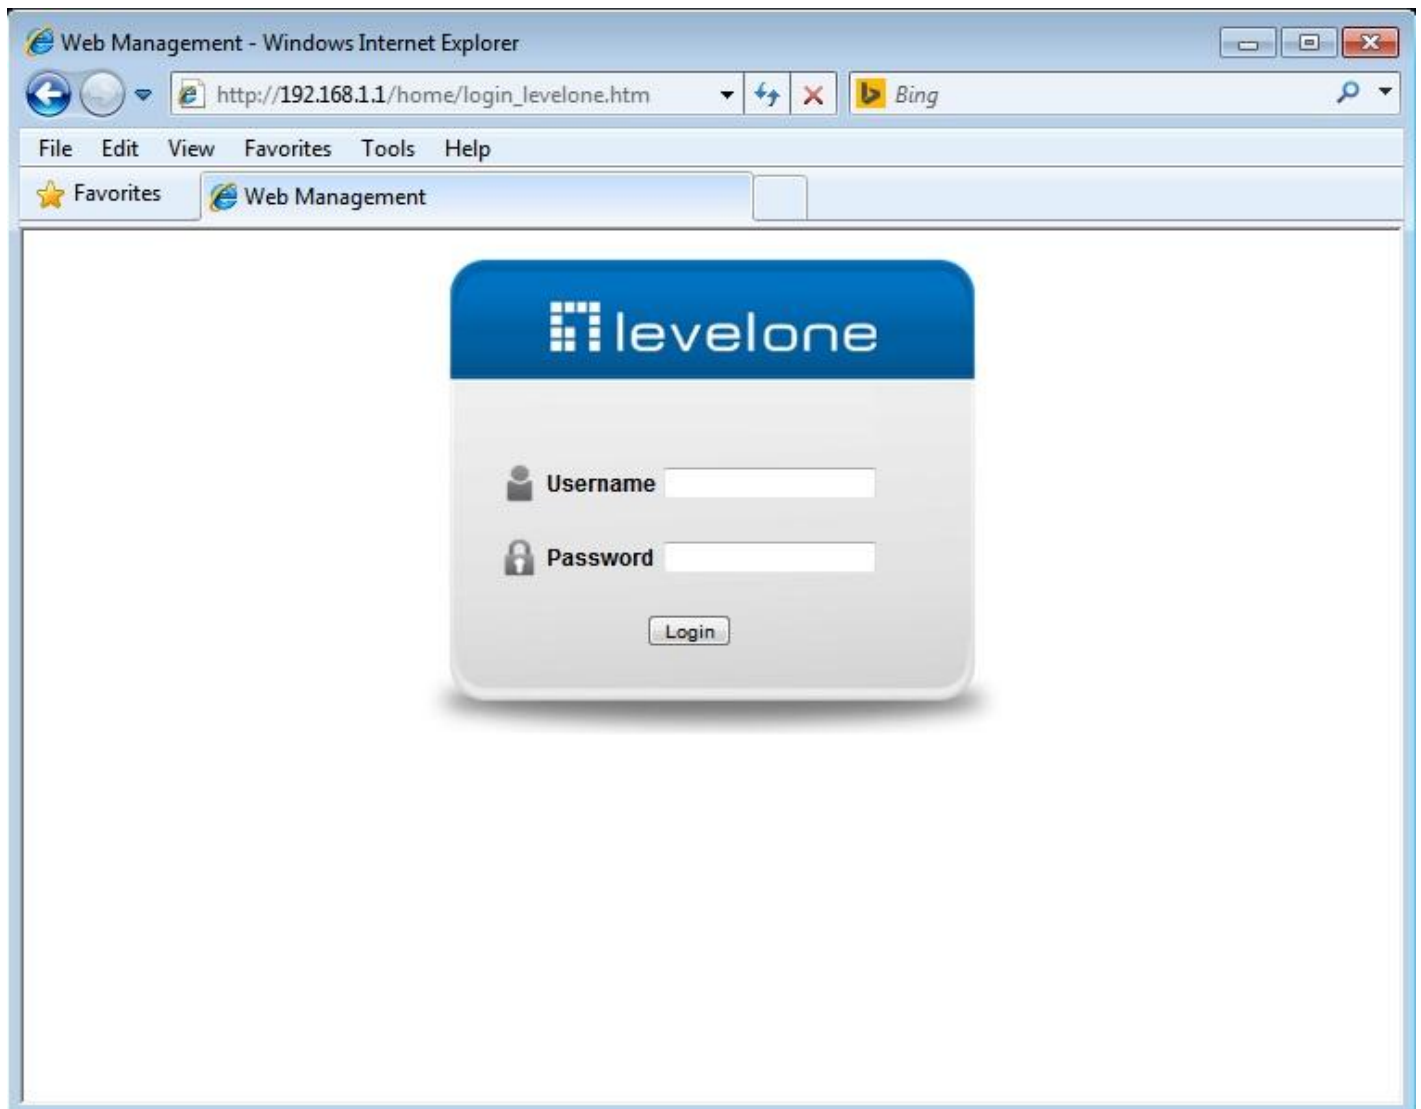 Web Management - Windows Internet Explorer
http://192.168.1.1/home/login_levelone.htm
Bing
File Edit View Favorites Tools Help
Favorites
Web Management
levelone
Username
Password
Login